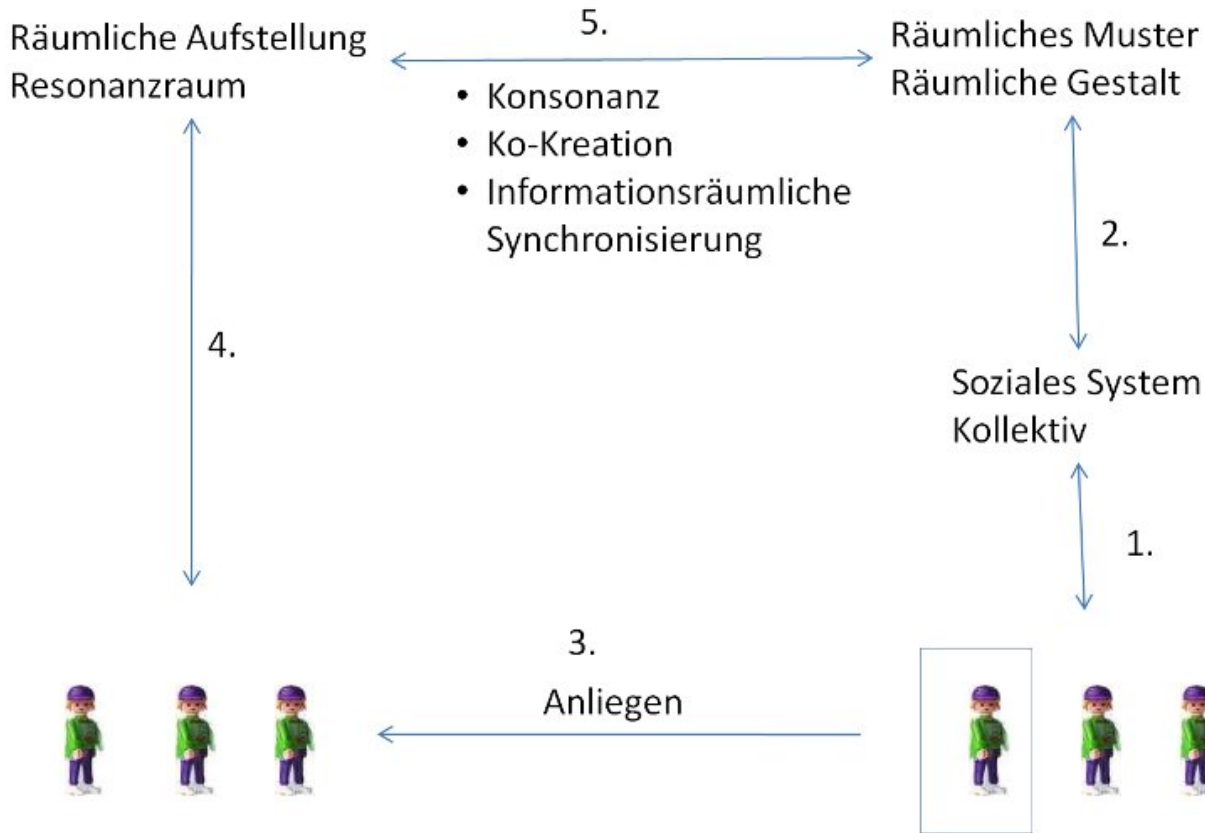 Räumliche Aufstellung
Resonanzraum
5.
• Konsonanz
• Ko-Kreation
• Informationsräumliche
Synchronisierung
Räumliches Muster
Räumliche Gestalt
2.
4.
Soziales System
Kollektiv
1.
3.
Anliegen